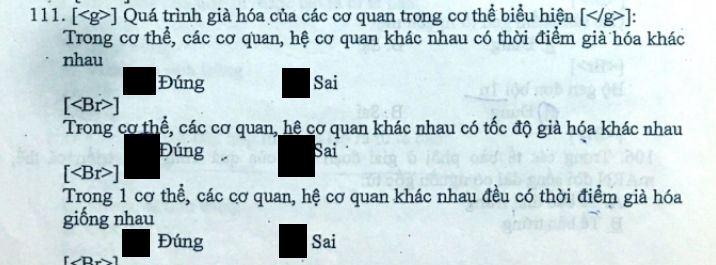 111. [<g>] Quá trình già hóa của các cơ quan trong cơ thể biểu hiện [</g>]:
Trong cơ thể, các cơ quan, hệ cơ quan khác nhau có thời điểm già hóa khác
nhau
Đúng Sai
[<Br>]
Trong cơ thể, các cơ quan, hệ cơ quan khác nhau có tốc độ già hóa khác nhau
Đúng Sai
[<Br>]
Trong 1 cơ thể, các cơ quan, hệ cơ quan khác nhau đều có thời điểm già hóa
giống nhau
Đúng Sai
[<Br>]